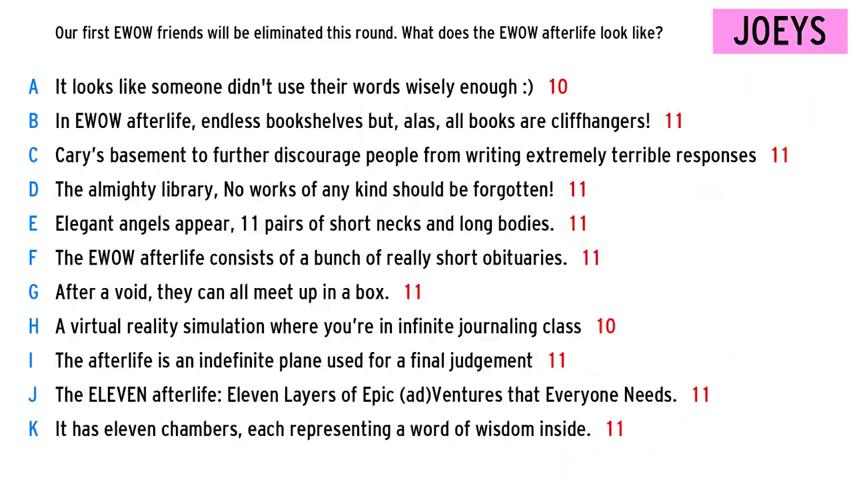 Our first EWOW friends will be eliminated this round. What does the EWOW afterlife look like?
JOEYS
A It looks like someone didn't use their words wisely enough :) 10
B In EWOW afterlife, endless bookshelves but, alas, all books are cliffhangers! 11
C Cary's basement to further discourage people from writing extremely terrible responses 11
D The almighty library, No works of any kind should be forgotten! 11
E Elegant angels appear, 11 pairs of short necks and long bodies. 11
F The EWOW afterlife consists of a bunch of really short obituaries. 11
G After a void, they can all meet up in a box. 11
H A virtual reality simulation where you're in infinite journaling class 10
I The afterlife is an indefinite plane used for a final judgement 11
J The ELEVEN afterlife: Eleven Layers of Epic (ad)Ventures that Everyone Needs. 11
K It has eleven chambers, each representing a word of wisdom inside. 11